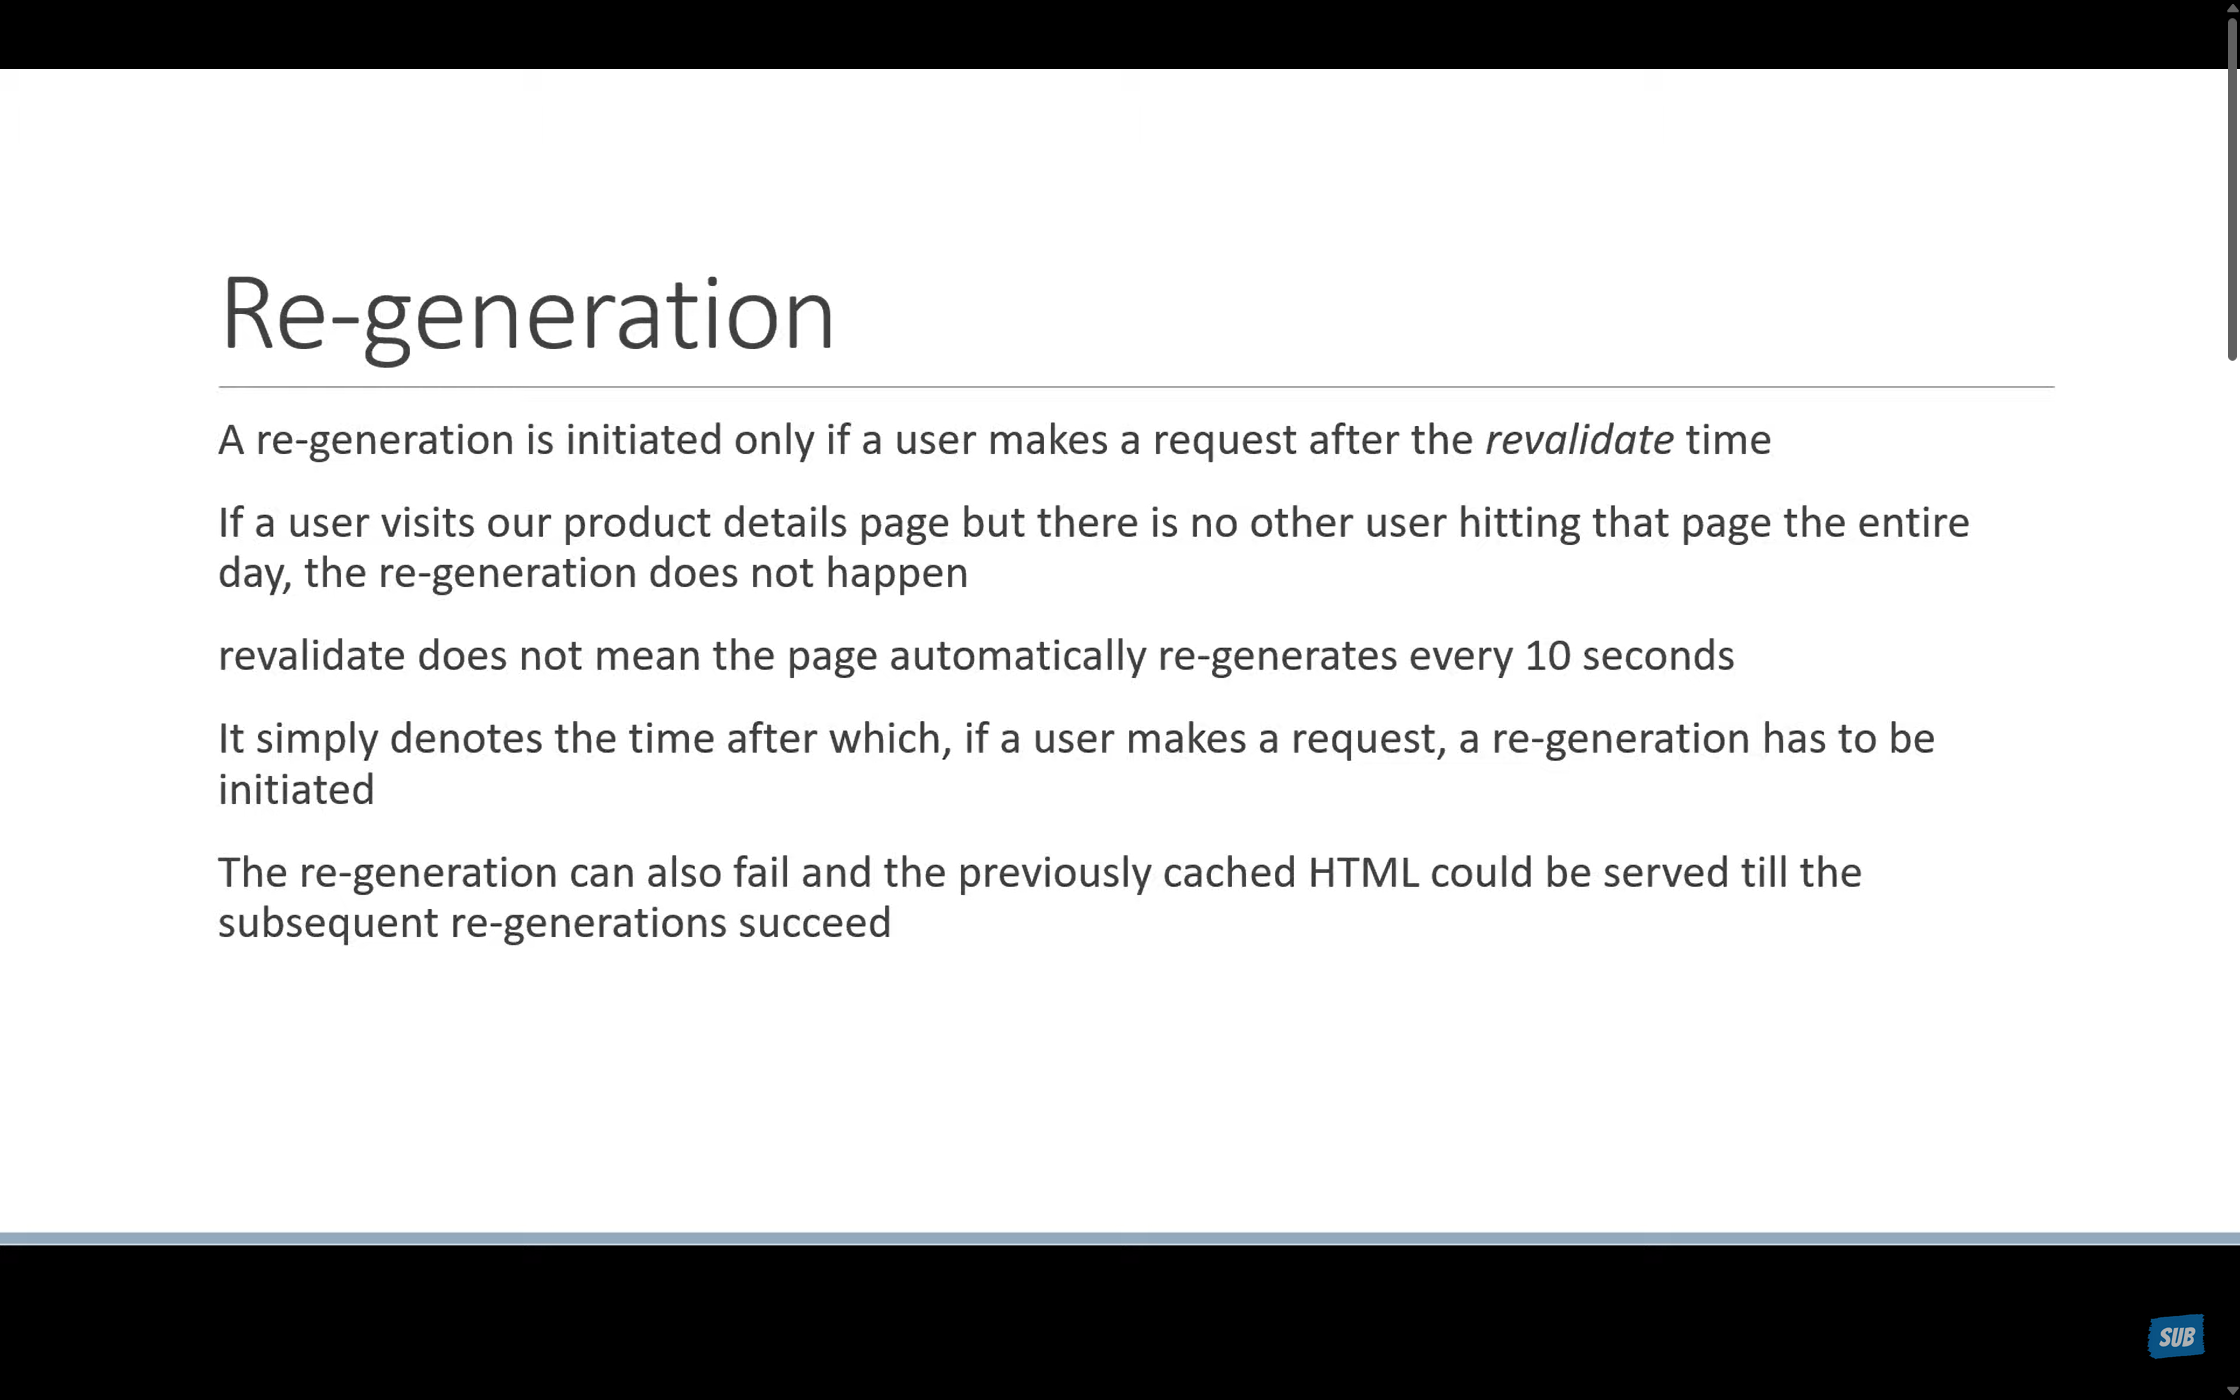 Re-generation
A re-generation is initiated only if a user makes a request after the revalidate time
If a user visits our product details page but there is no other user hitting that page the entire
day, the re-generation does not happen
revalidate does not mean the page automatically re-generates every 10 seconds
It simply denotes the time after which, if a user makes a request, a re-generation has to be
initiated
The re-generation can also fail and the previously cached HTML could be served till the
subsequent re-generations succeed
SUB